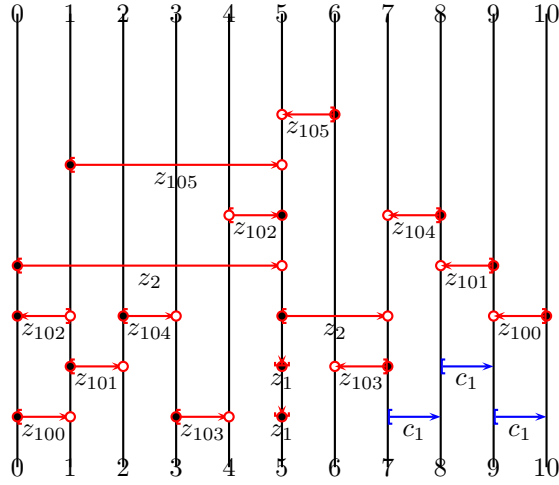 0 1 2 3 4 5 6 7 8 9 10
z105
z105
z102 z104
z2 z101
z102 z104 z2 z100
z101 z1 z103 c1
z100 z103 z1 c1 c1
0 1 2 3 4 5 6 7 8 9 10